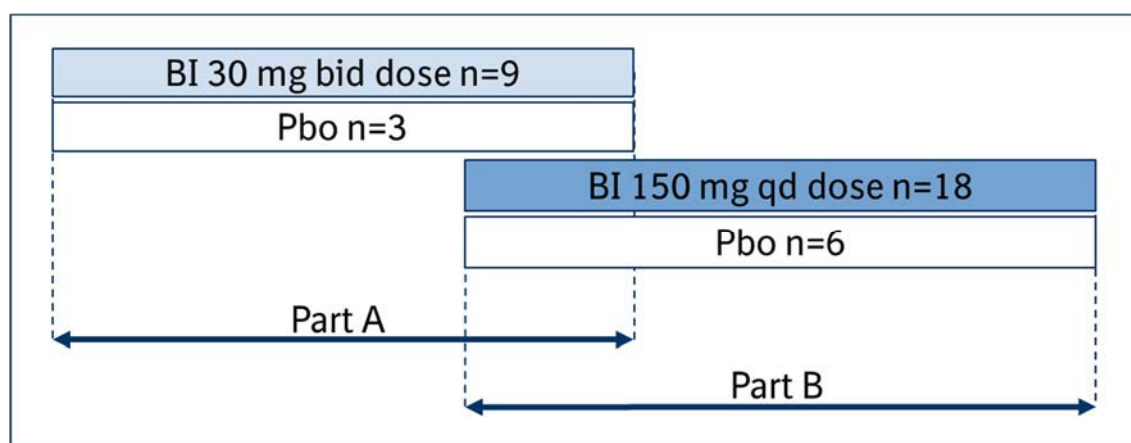 BI 30 mg bid dose n=9
Pbo n=3
BI 150 mg qd dose n=18
Pbo n=6
Part A
Part B